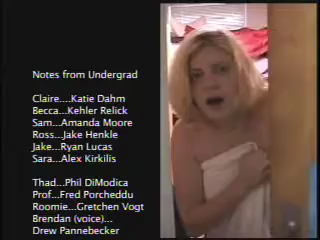 Notes from Undergrad
Claire....Katie Dahm
Becca....Kehler Relick
Sam...Amanda Moore
Ross...Jake Henkle
Jake...Ryan Lucas
Sara...Alex Kirkilis
Thad...Phil DiModica
Prof...Fred Porcheddu
Roomie...Gretchen Vogt
Brendan (voice)...
Drew Pannebecker